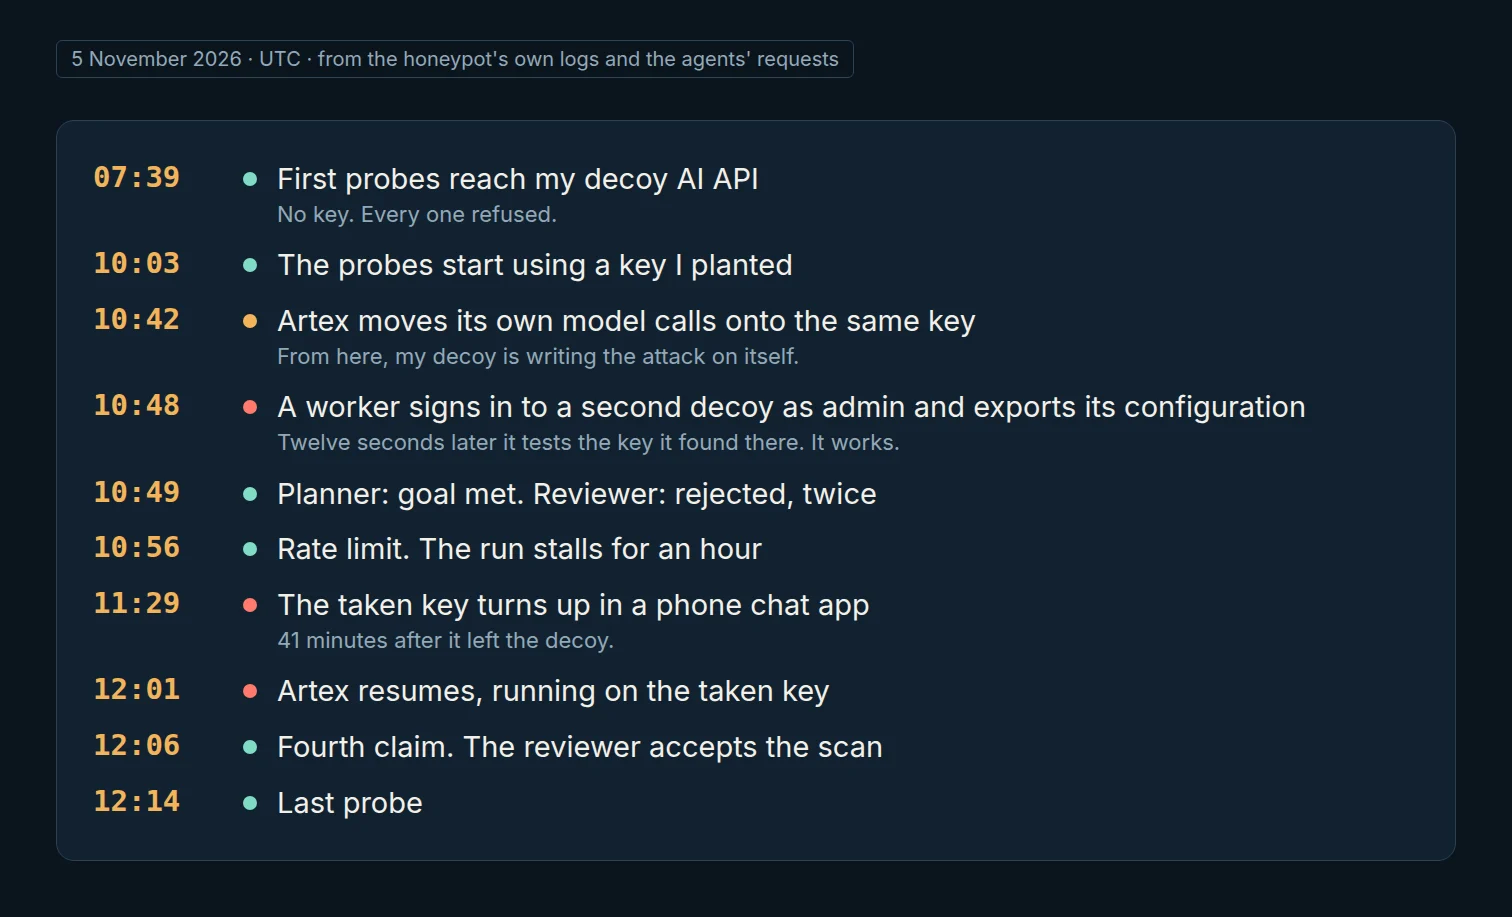 5 November 2026 · UTC · from the honeypot's own logs and the agents' requests
07:39 First probes reach my decoy AI API
No key. Every one refused.
10:03 The probes start using a key I planted
10:42 Artex moves its own model calls onto the same key
From here, my decoy is writing the attack on itself.
10:48 A worker signs in to a second decoy as admin and exports its configuration
Twelve seconds later it tests the key it found there. It works.
10:49 Planner: goal met. Reviewer: rejected, twice
10:56 Rate limit. The run stalls for an hour
11:29 The taken key turns up in a phone chat app
41 minutes after it left the decoy.
12:01 Artex resumes, running on the taken key
12:06 Fourth claim. The reviewer accepts the scan
12:14 Last probe